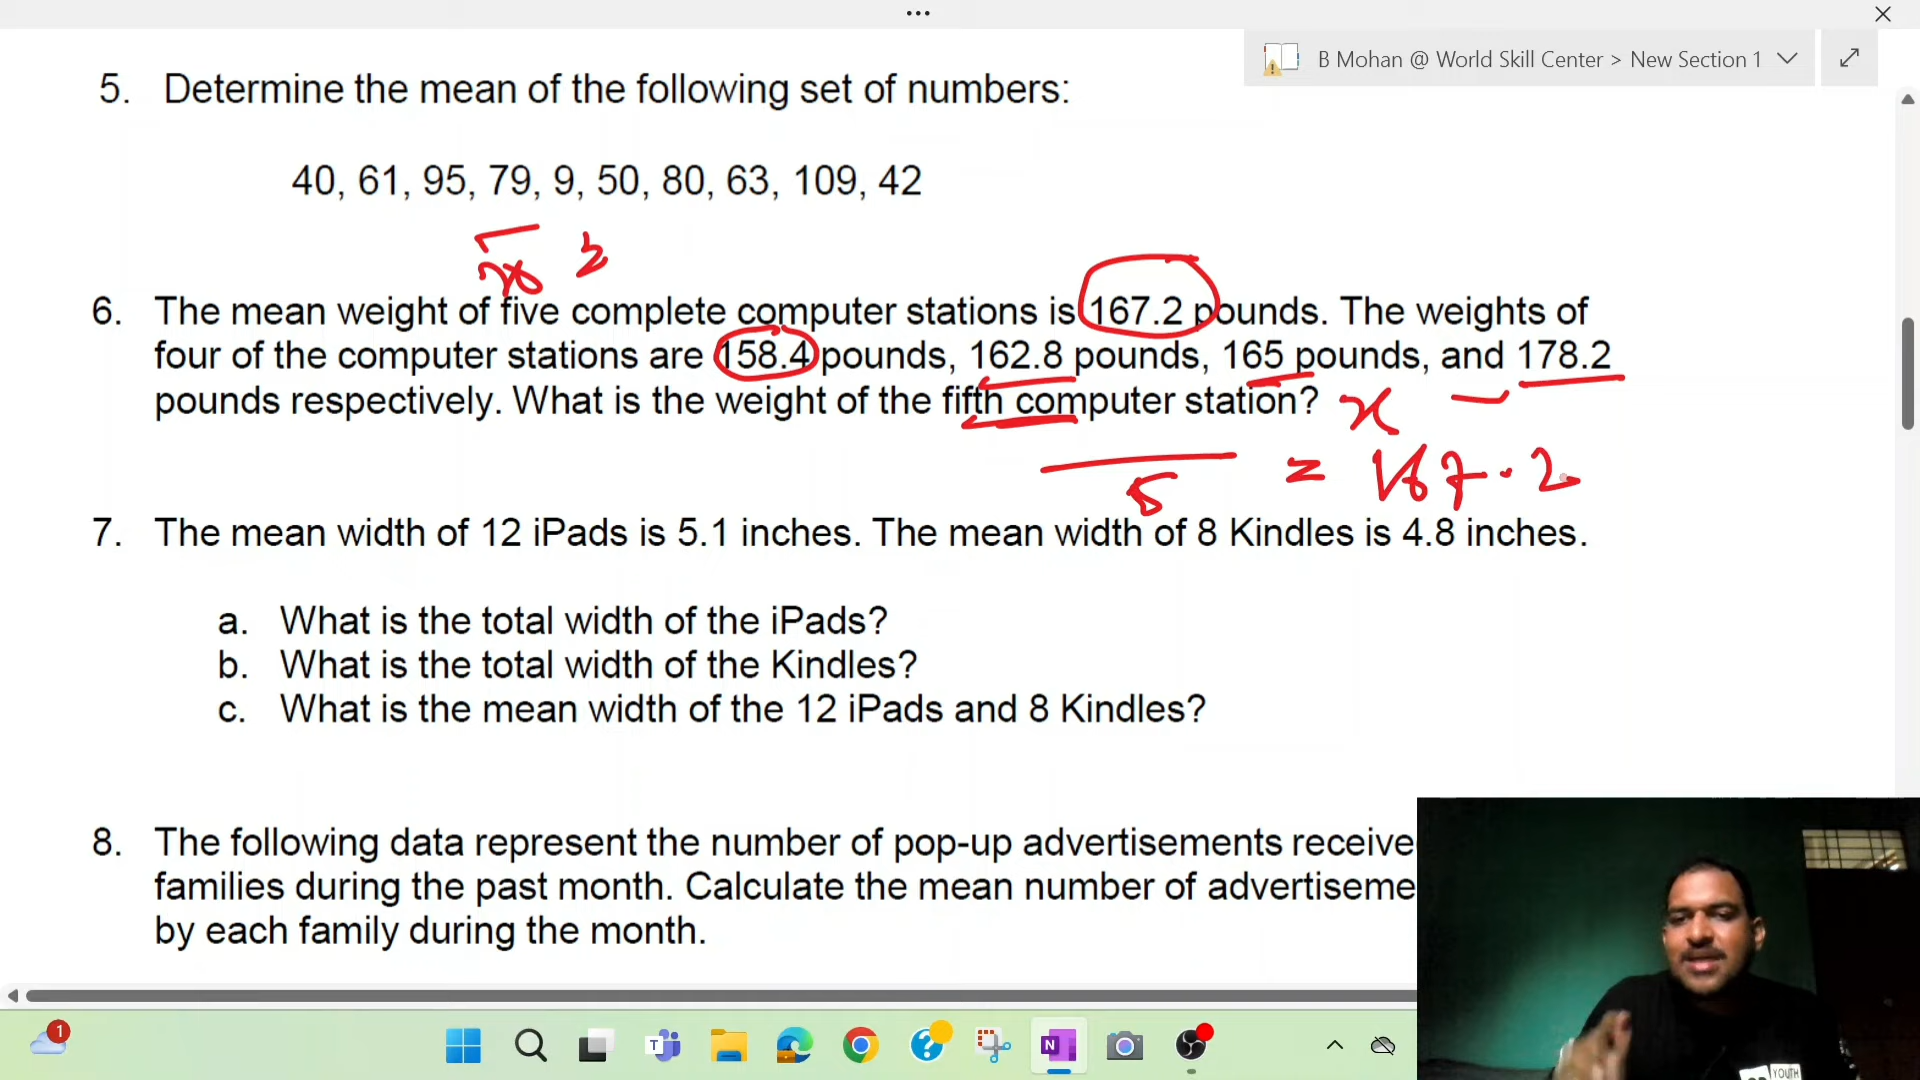 B Mohan @ World Skill Center > New Section 1
5. Determine the mean of the following set of numbers:
40, 61, 95, 79, 9, 50, 80, 63, 109, 42
6. The mean weight of five complete computer stations is 167.2 pounds. The weights of
four of the computer stations are 158.4 pounds, 162.8 pounds, 165 pounds, and 178.2
pounds respectively. What is the weight of the fifth computer station? x
5 = 167.2
7. The mean width of 12 iPads is 5.1 inches. The mean width of 8 Kindles is 4.8 inches.
a. What is the total width of the iPads?
b. What is the total width of the Kindles?
c. What is the mean width of the 12 iPads and 8 Kindles?
8. The following data represent the number of pop-up advertisements receive
families during the past month. Calculate the mean number of advertiseme
by each family during the month.
YOUTH
1